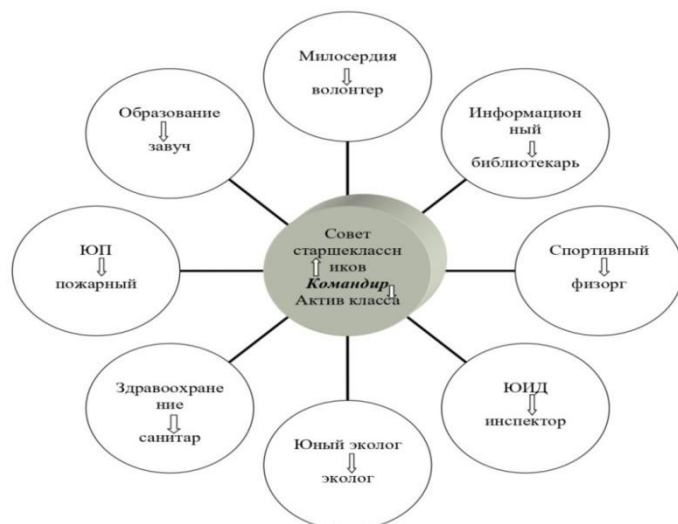 Милосердия
волонтер
Информацион
ный
библиотекарь
Спортивный
физорг
ЮИД
инспектор
Юный эколог
эколог
Здравоохране
ние
санитар
ЮП
пожарный
Образование
завуч
Совет
старшеклассн
иков
Командир
Актив класса